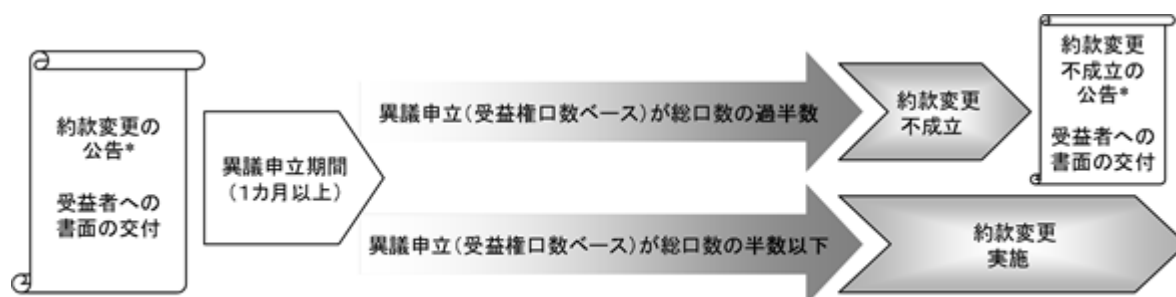 約款変更の
公告*
受益者への
書面の交付
異議申立期間
(1カ月以上)
異議申立(受益権口数ベース)が総口数の過半数
約款変更
不成立
約款変更
不成立の
公告*
受益者への
書面の交付
異議申立(受益権口数ベース)が総口数の半数以下
約款変更
実施